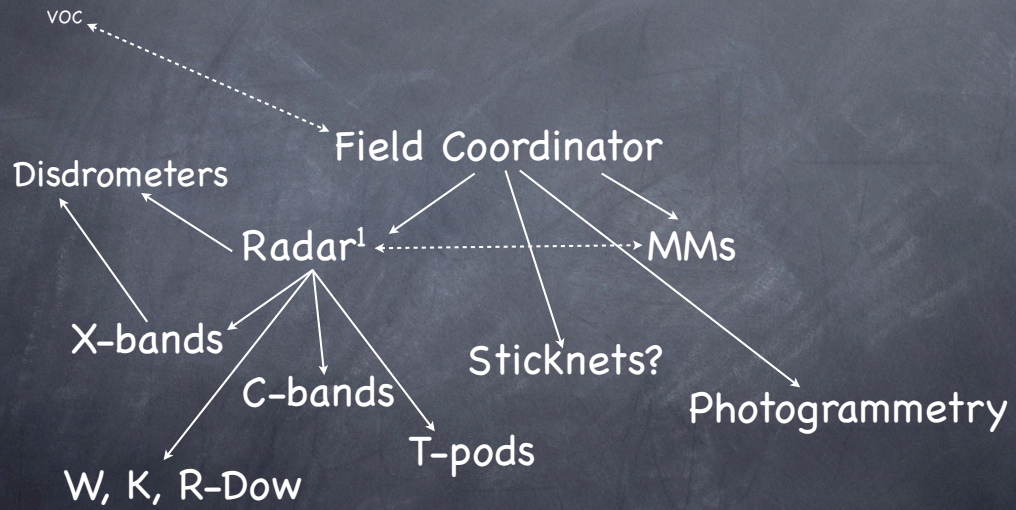 VOC
Field Coordinator
Disdrometers
Radar¹
MMs
X-bands
Sticknets?
C-bands
Photogrammetry
T-pods
W, K, R-Dow